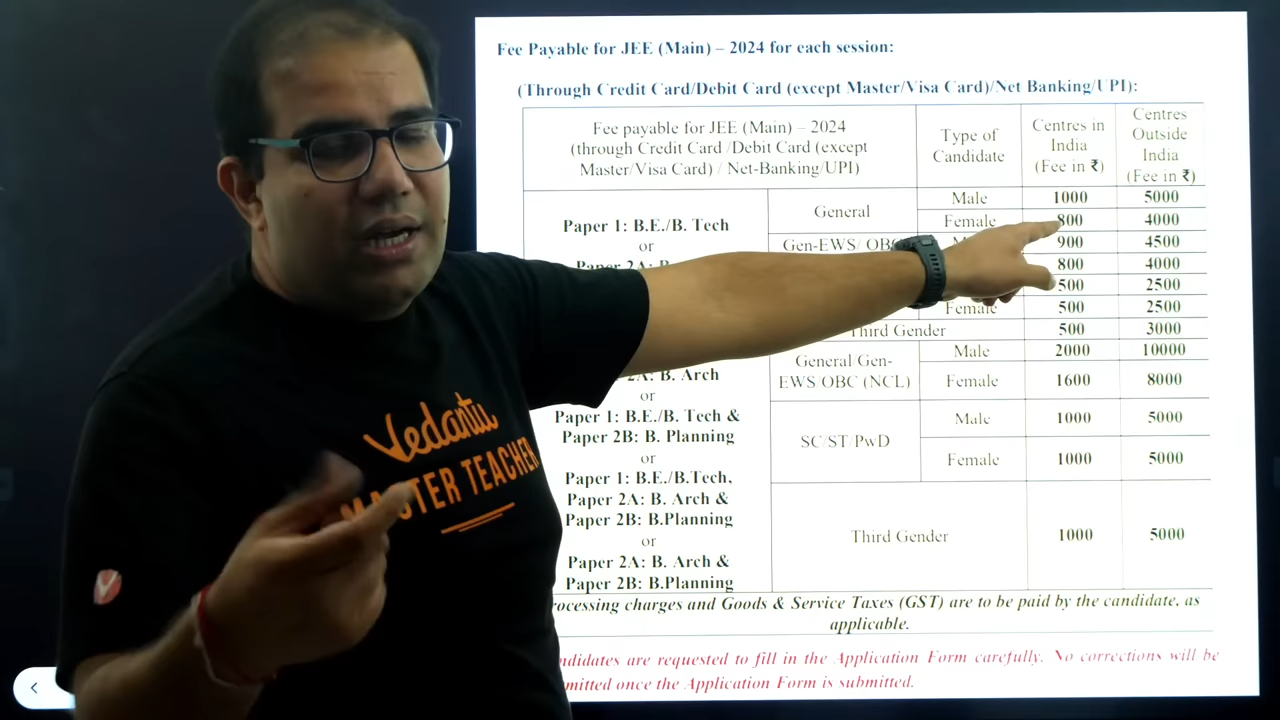 Fee Payable for JEE (Main) – 2024 for each session:
(Through Credit Card/Debit Card (except Master/Visa Card)/Net Banking/UPI):
Fee payable for JEE (Main) – 2024
(through Credit Card /Debit Card (except
Master/Visa Card) / Net-Banking/UPI)
Type of
Candidate
Centres in
India
(Fee in ₹)
Centres
Outside
India
(Fee in ₹)
Paper 1: B.E./B. Tech
or
General
Male 1000 5000
Female 800 4000
Gen-EWS/ OBC
900 4500
800 4000
500 2500
Female 500 2500
Third Gender 500 3000
2A: B. Arch
or
Paper 1: B.E./B. Tech &
Paper 2B: B. Planning
or
Paper 1: B.E./B.Tech,
Paper 2A: B. Arch &
Paper 2B: B.Planning
or
Paper 2A: B. Arch &
Paper 2B: B.Planning
General/Gen-
EWS/OBC (NCL)
Male 2000 10000
Female 1600 8000
SC/ST/PwD
Male 1000 5000
Female 1000 5000
Third Gender 1000 5000
charges and Goods & Service Taxes (GST) are to be paid by the candidate, as
applicable.
are requested to fill in the Application Form carefully. No corrections will be
once the Application Form is submitted.
Vedantu
MASTER TEACHER